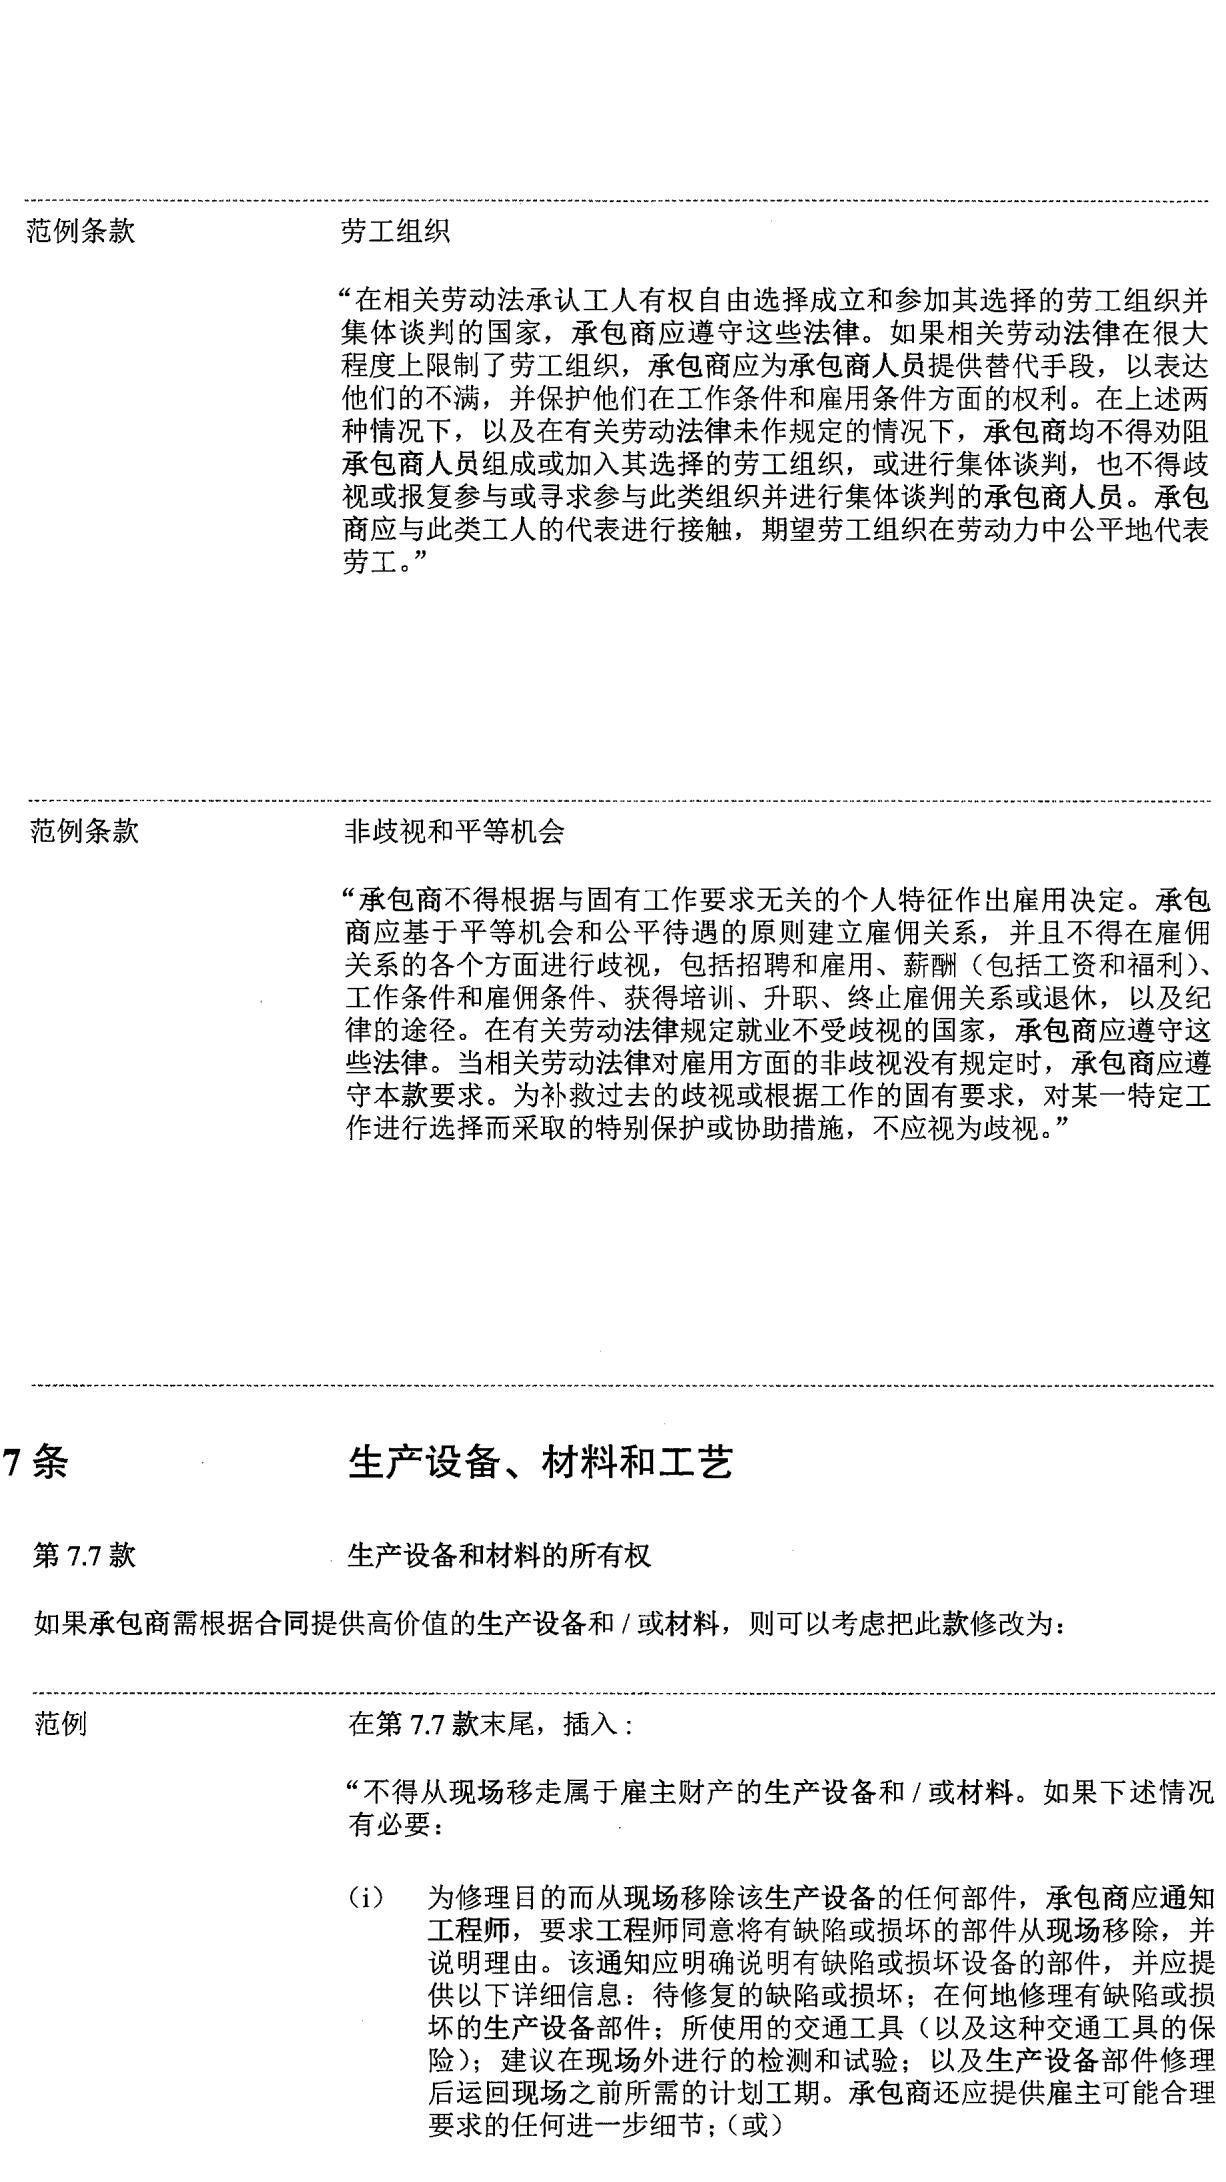 范例条款 劳工组织
“在相关劳动法承认工人有权自由选择成立和参加其选择的劳工组织并
集体谈判的国家，承包商应遵守这些法律。如果相关劳动法律在很大
程度上限制了劳工组织，承包商应为承包商人员提供替代手段，以表达
他们的不满，并保护他们在工作条件和雇用条件方面的权利。在上述两
种情况下，以及在有关劳动法律未作规定的情况下，承包商均不得劝阻
承包商人员组成或加入其选择的劳工组织，或进行集体谈判，也不得歧
视或报复参与或寻求参与此类组织并进行集体谈判的承包商人员。承包
商应与此类工人的代表进行接触，期望劳工组织在劳动力中公平地代表
劳工。”
范例条款 非歧视和平等机会
“承包商不得根据与固有工作要求无关的个人特征作出雇用决定。承包
商应基于平等机会和公平待遇的原则建立雇佣关系，并且不得在雇佣
关系的各个方面进行歧视，包括招聘和雇用、薪酬（包括工资和福利）、
工作条件和雇佣条件、获得培训、升职、终止雇佣关系或退休，以及纪
律的途径。在有关劳动法律规定就业不受歧视的国家，承包商应遵守这
些法律。当相关劳动法律对雇用方面的非歧视没有规定时，承包商应遵
守本款要求。为补救过去的歧视或根据工作的固有要求，对某一特定工
作进行选择而采取的特别保护或协助措施，不应视为歧视。”
7 条 生产设备、材料和工艺
第 7.7 款 生产设备和材料的所有权
如果承包商需根据合同提供高价值的生产设备和 / 或材料，则可以考虑把此款修改为：
范例 在第 7.7 款末尾，插入：
“不得从现场移走属于雇主财产的生产设备和 / 或材料。如果下述情况
有必要：
（i） 为修理目的而从现场移除该生产设备的任何部件，承包商应通知
工程师，要求工程师同意将有缺陷或损坏的部件从现场移除，并
说明理由。该通知应明确说明有缺陷或损坏设备的部件，并应提
供以下详细信息：待修复的缺陷或损坏；在何地修理有缺陷或损
坏的生产设备部件；所使用的交通工具（以及这种交通工具的保
险）；建议在现场外进行的检测和试验；以及生产设备部件修理
后运回现场之前所需的计划工期。承包商还应提供雇主可能合理
要求的任何进一步细节；（或）